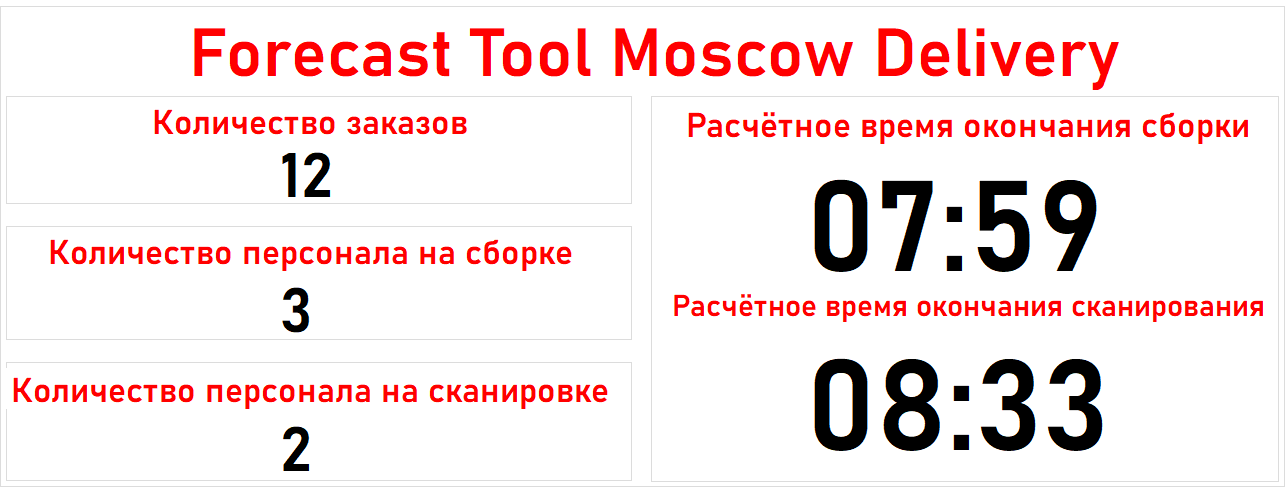 Forecast Tool Moscow Delivery
Количество заказов
12
Количество персонала на сборке
3
Количество персонала на сканировке
2
Расчётное время окончания сборки
07:59
Расчётное время окончания сканирования
08:33